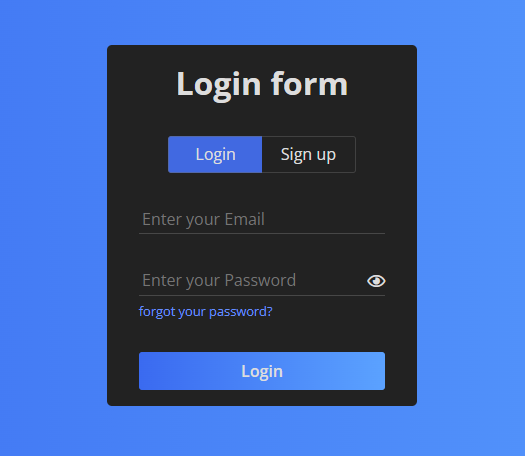 Login form
Login Sign up
Enter your Email
Enter your Password
forgot your password?
Login